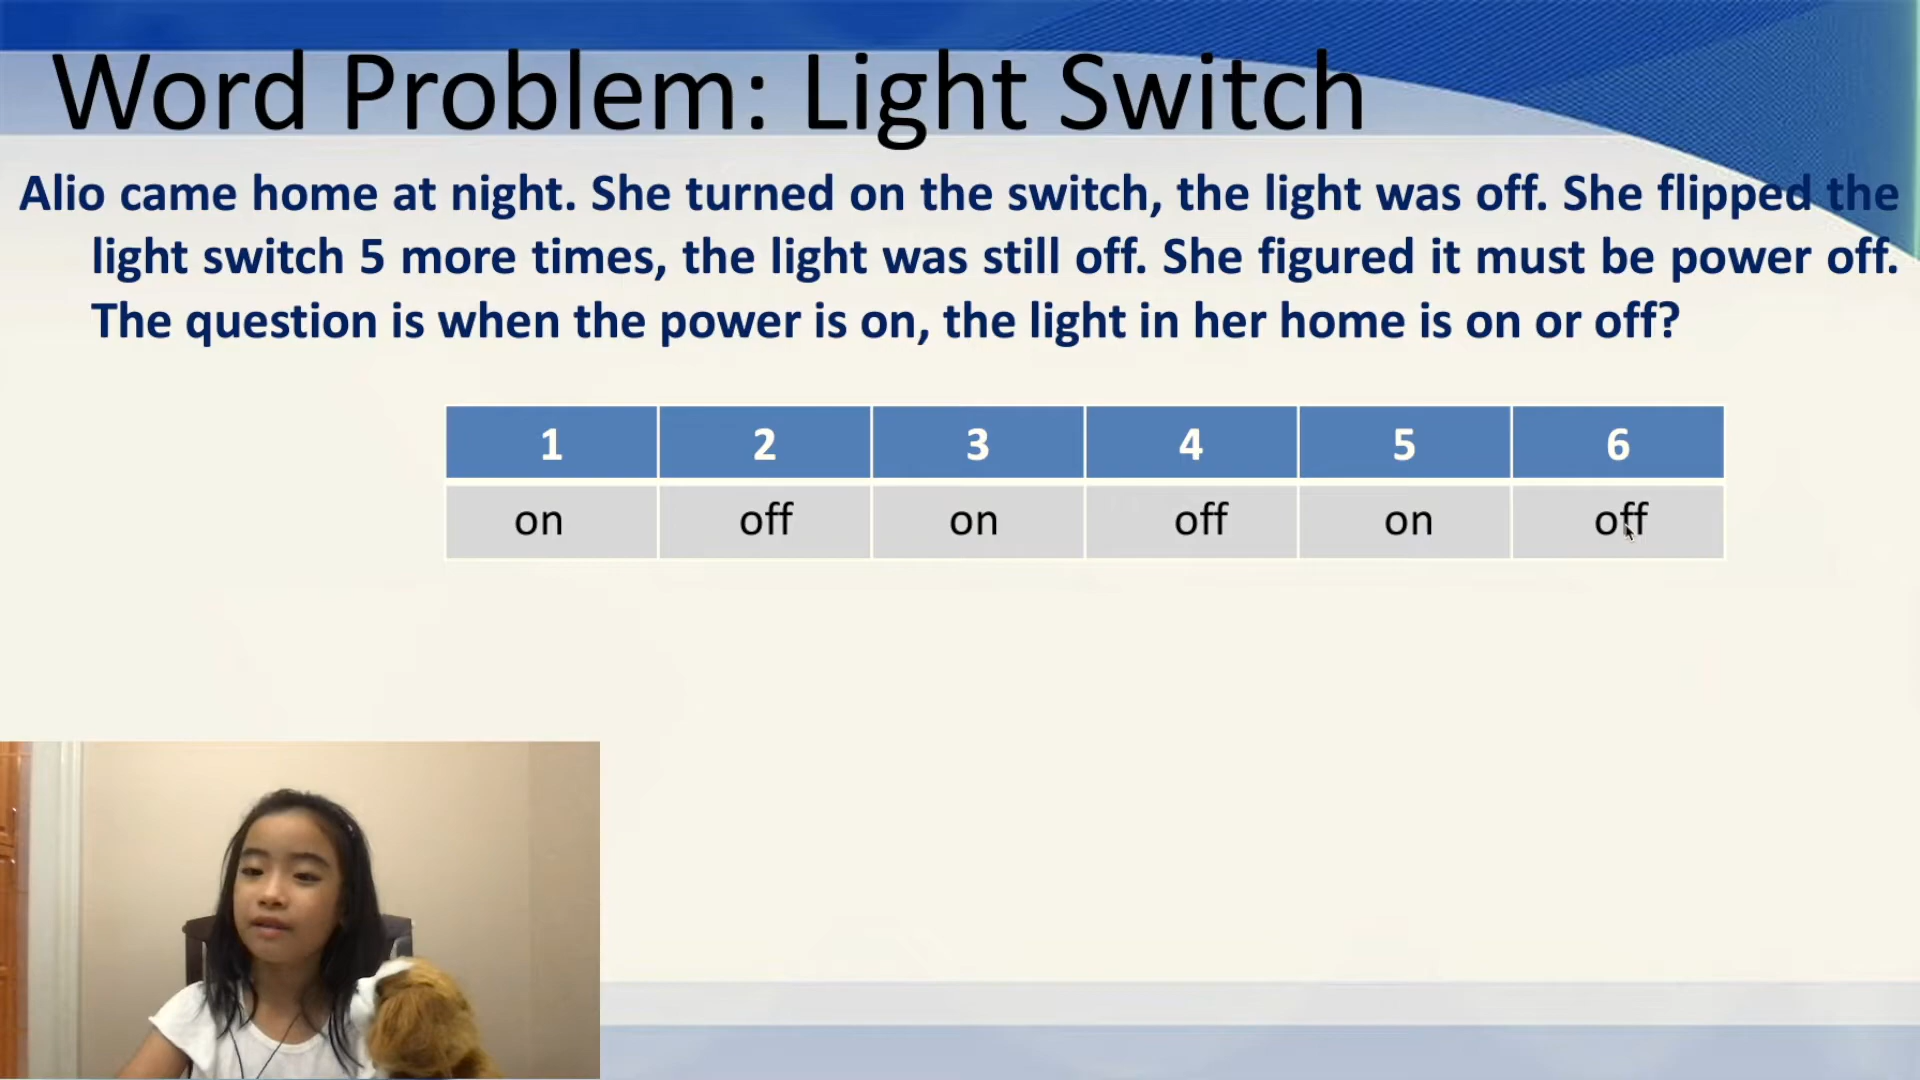 Word Problem: Light Switch
Alio came home at night. She turned on the switch, the light was off. She flipped the
light switch 5 more times, the light was still off. She figured it must be power off.
The question is when the power is on, the light in her home is on or off?
1 2 3 4 5 6
on off on off on off